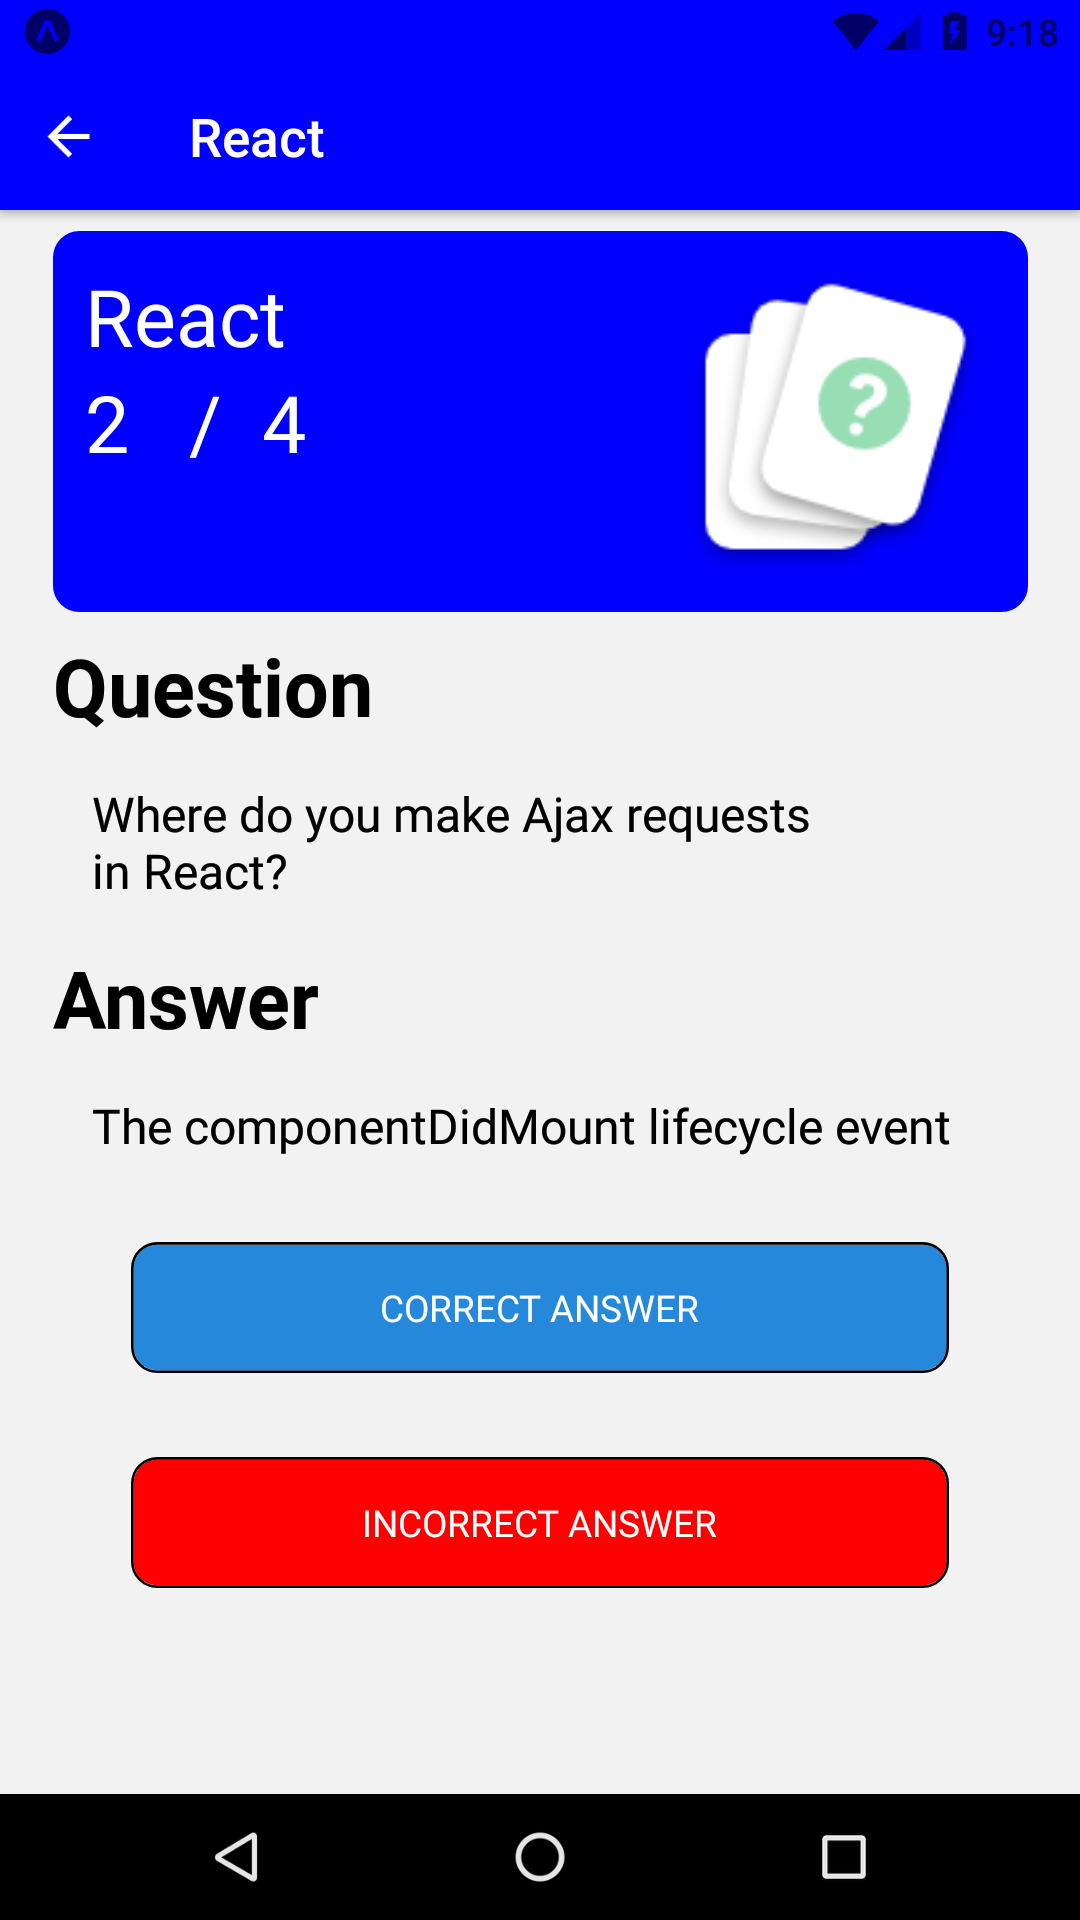 9:18
React
React
2 / 4
?
Question
Where do you make Ajax requests
in React?
Answer
The componentDidMount lifecycle event
CORRECT ANSWER
INCORRECT ANSWER